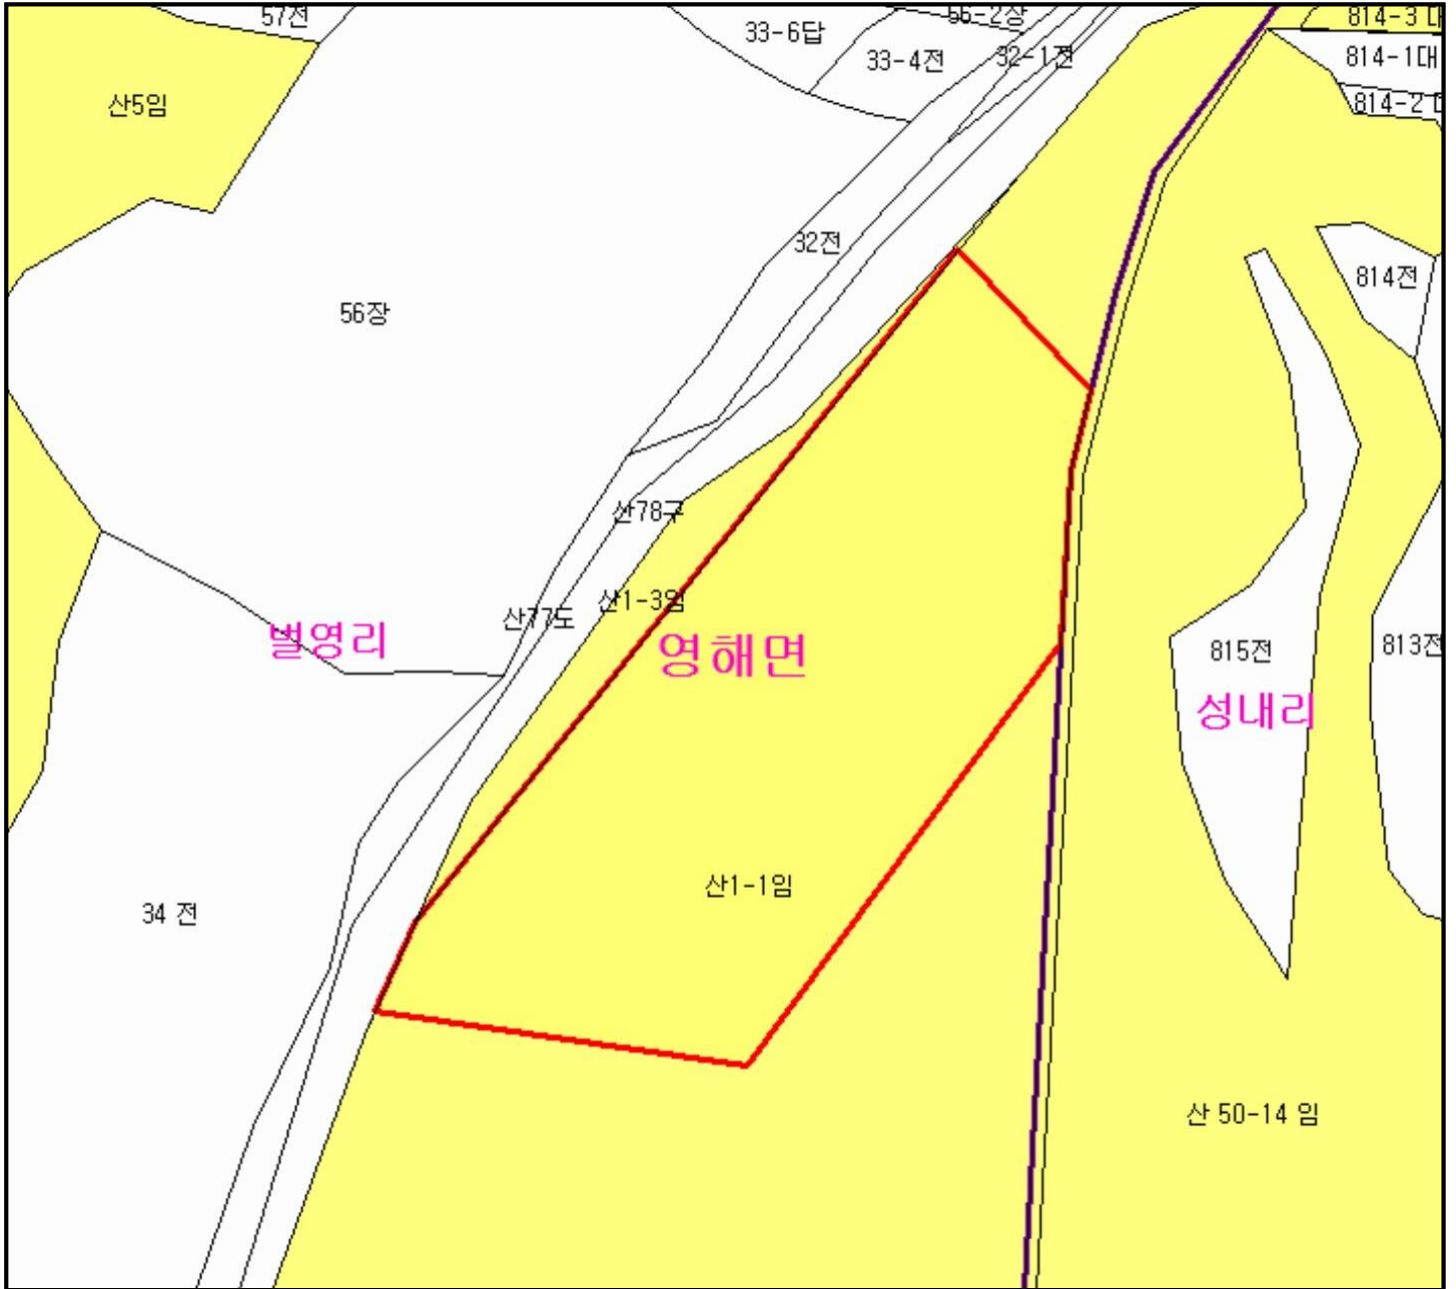 57전
33-6답
56-2장
814-3
33-4전
32-1전
814-1대
산5임
814-2
32전
814전
56장
산78구
산1-3임
산77도
벌영리
영해면
815전
813전
성내리
산1-1임
34 전
산 50-14 임